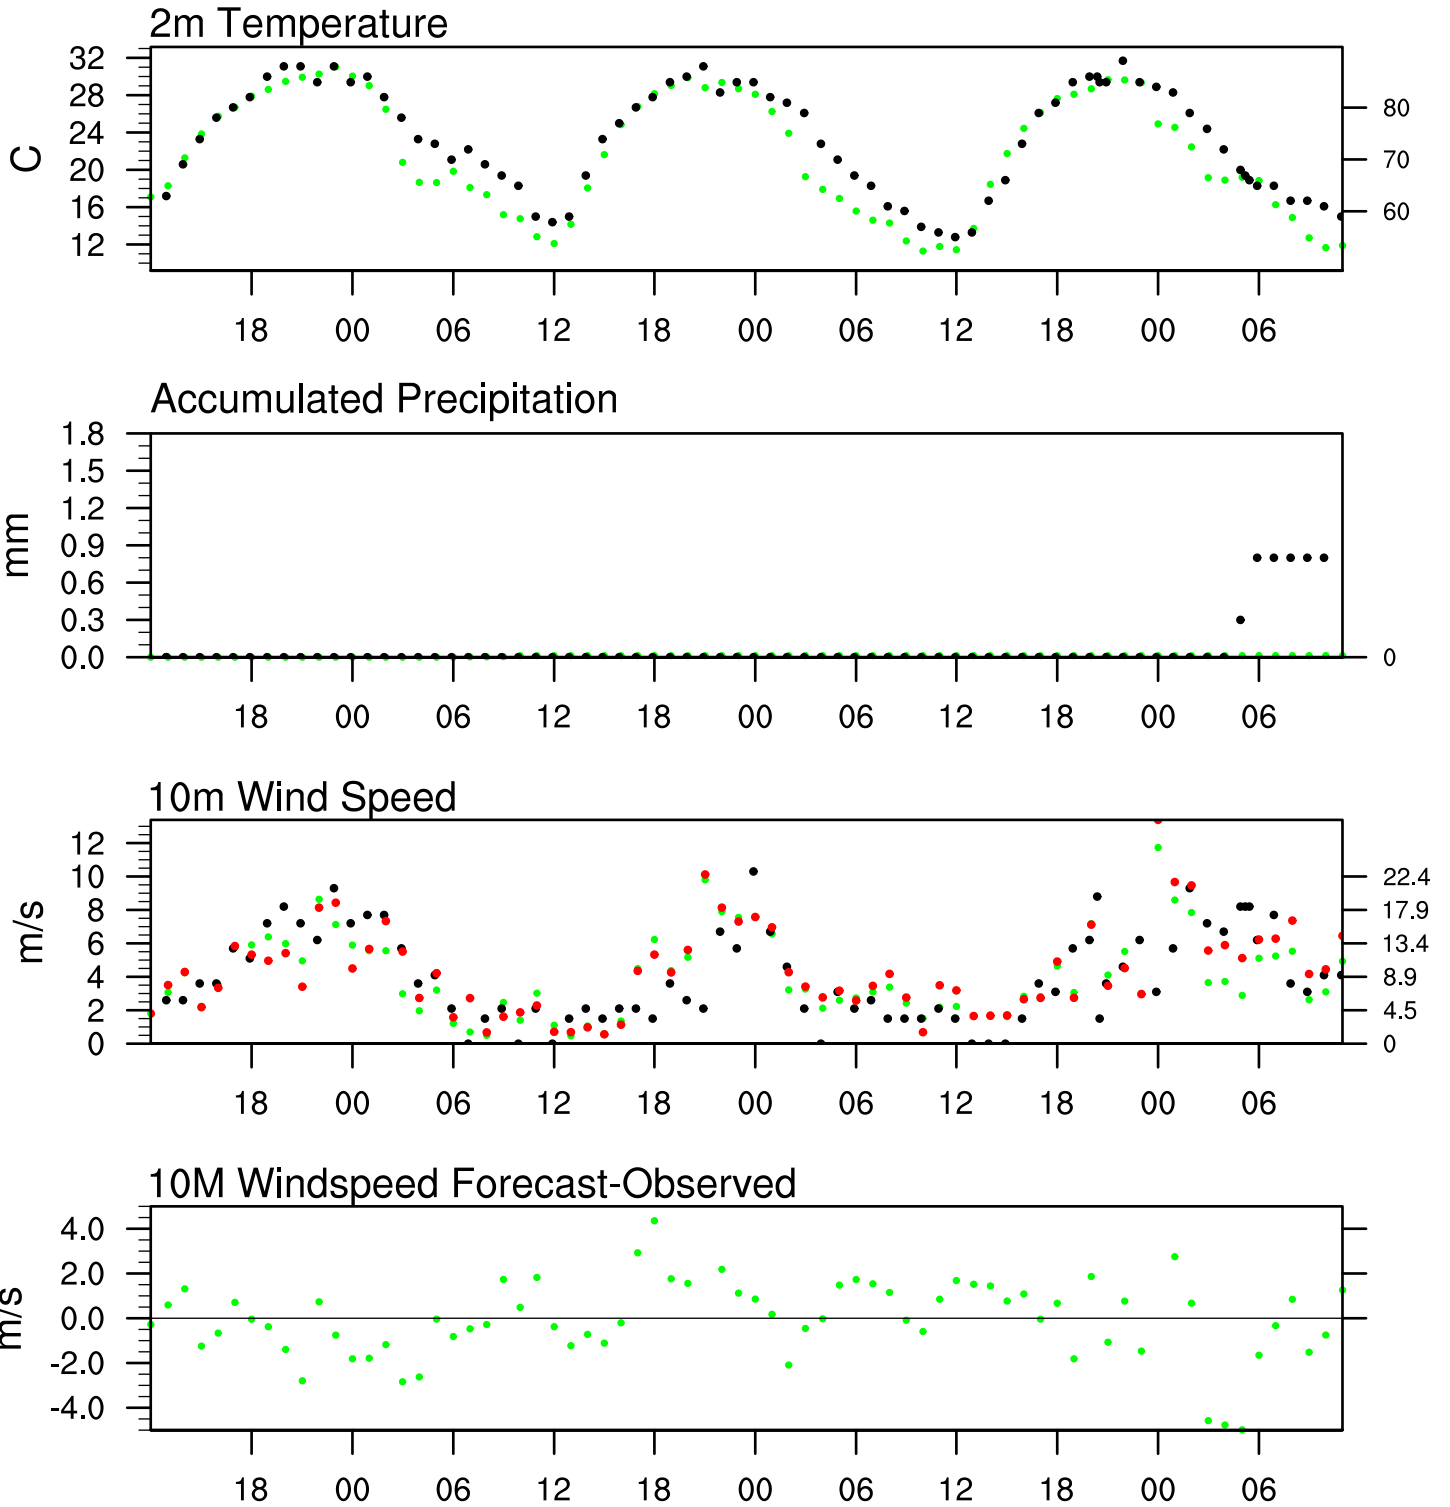 2m Temperature
32
28
24
20
16
12
C
80
70
60
18 00 06 12 18 00 06 12 18 00 06
Accumulated Precipitation
1.8
1.5
1.2
0.9
0.6
0.3
0.0
mm
0
18 00 06 12 18 00 06 12 18 00 06
10m Wind Speed
12
10
8
6
4
2
0
m/s
22.4
17.9
13.4
8.9
4.5
0
18 00 06 12 18 00 06 12 18 00 06
10M Windspeed Forecast-Observed
4.0
2.0
0.0
-2.0
-4.0
m/s
18 00 06 12 18 00 06 12 18 00 06